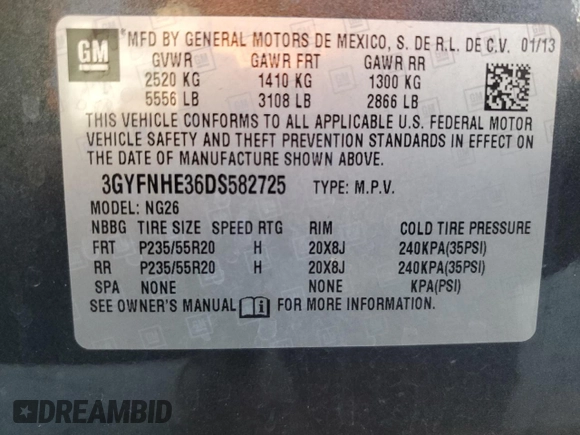 GM
*MFD BY GENERAL MOTORS DE MEXICO, S. DE R.L. DE C.V. 01/13
GVWR GAWR FRT GAWR RR
2520 KG 1410 KG 1300 KG
5556 LB 3108 LB 2866 LB
THIS VEHICLE CONFORMS TO ALL APPLICABLE U.S. FEDERAL MOTOR
VEHICLE SAFETY AND THEFT PREVENTION STANDARDS IN EFFECT ON
THE DATE OF MANUFACTURE SHOWN ABOVE.
3GYFNHE36DS582725 TYPE: M.P.V.
MODEL: NG26
NBBG TIRE SIZE SPEED RTG RIM COLD TIRE PRESSURE
FRT P235/55R20 H 20X8J 240KPA(35PSI)
RR P235/55R20 H 20X8J 240KPA(35PSI)
SPA NONE NONE KPA(PSI)
SEE OWNER'S MANUAL FOR MORE INFORMATION.
DREAMBID